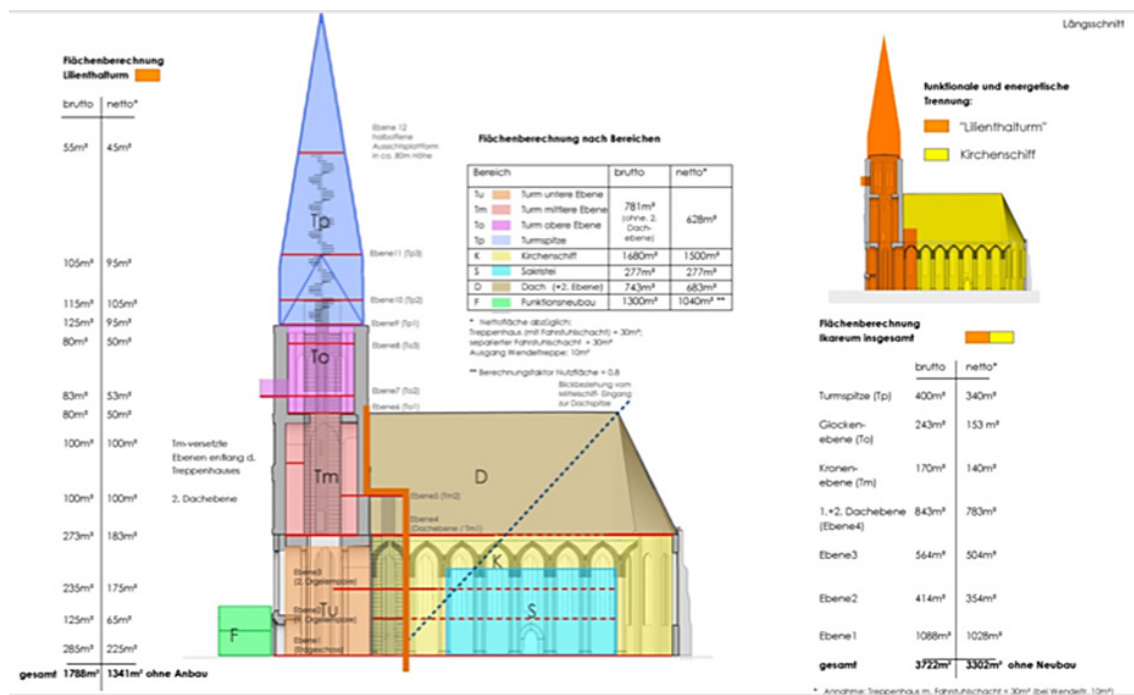 Längsschnitt
Flächenberechnung
Lilienthalturm
brutto netto*
55m² 45m²
105m² 95m²
115m² 105m²
125m² 95m²
80m² 50m²
83m² 53m²
80m² 50m²
100m² 100m²
100m² 100m²
273m² 183m²
235m² 175m²
125m² 65m²
285m² 225m²
gesamt 1788m² 1341m² ohne Anbau
Tm-versetzte
Ebenen entlang d.
Treppenhauses
2. Dachebene
Ebene 12
halboffene
Aussichtsplattform
in ca. 80m Höhe
Tp
Ebene11 (Tp3)
Ebene10 (Tp2)
Ebene9 (Tp1)
Ebene8 (To3)
To
Ebene7 (To2)
Ebene6 (To1)
Tm
D
Ebene5 (Tm2)
Ebene4
(Dachebene / Tm1)
K
Ebene3
(2. Orgelempore)
Tu
Ebene2
Ebene1
(Erdgeschoss)
S
F
Flächenberechnung nach Bereichen
Bereich brutto netto*
Tu Turm untere Ebene
Tm Turm mittlere Ebene
To Turm obere Ebene
Tp Turmspitze
781m²
(ohne. 2.
Dach-
ebene)
628m²
K Kirchenschiff 1680m² 1500m²
S Sakristei 277m² 277m²
D Dach (+2. Ebene) 743m² 683m²
F Funktionsneubau 1300m² 1040m² **
* Nettofläche abzüglich:
Treppenhaus (mit Fahrstuhlschacht) = 30m²;
separierter Fahrstuhlschacht = 30m²
Ausgang Wendeltreppe: 10m²
** Berechnungsfaktor Nutzfläche = 0,8
Blickbeziehung vom
Mittelschiff- Eingang
zur Dachspitze
funktionale und energetische
Trennung:
"Lilienthalturm"
Kirchenschiff
Flächenberechnung
Ikareum insgesamt
brutto netto*
Turmspitze (Tp) 400m² 340m²
Glocken-
ebene (To) 243m² 153 m²
Kronen-
ebene (Tm) 170m² 140m²
1.+2. Dachebene 843m² 783m²
(Ebene4)
Ebene3 564m² 504m²
Ebene2 414m² 354m²
Ebene1 1088m² 1028m²
gesamt 3722m² 3302m² ohne Neubau
* Annahme: Treppenhaus m. Fahrstuhlschacht = 30m² (bei Wendeltr. 10m²)